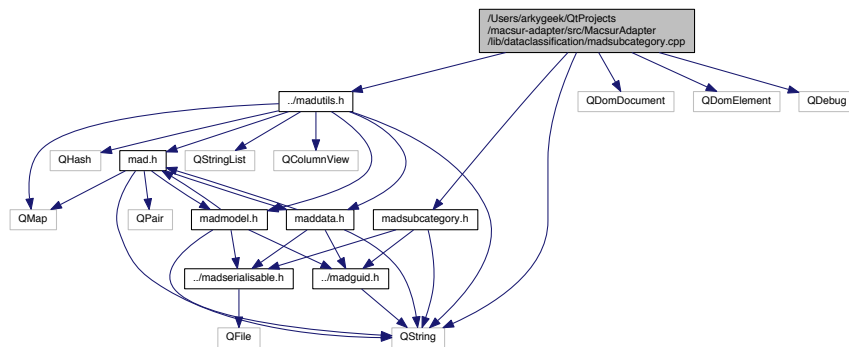 /Users/arkygeek/QtProjects
/macsur-adapter/src/MacsurAdapter
/lib/dataclassification/madsubcategory.cpp
../madutils.h
QDomDocument
QDomElement
QDebug
QHash
mad.h
QStringList
QColumnView
QMap
QPair
madmodel.h
maddata.h
madsubcategory.h
../madserialisable.h
../madguid.h
QFile
QString